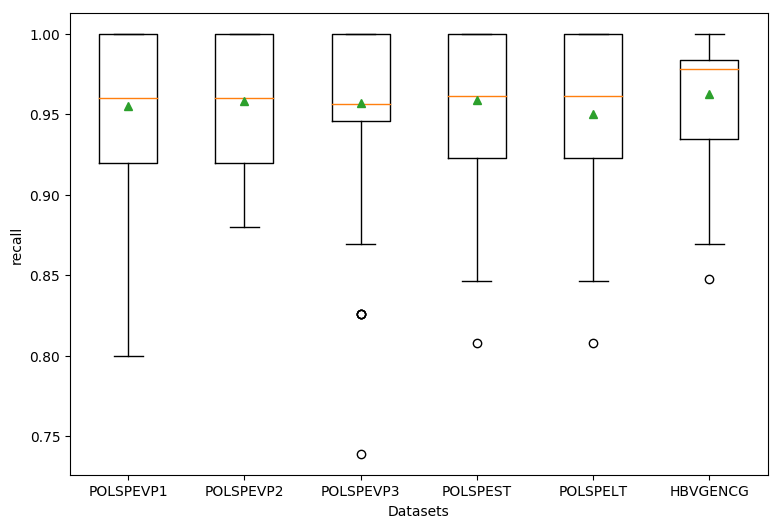 1.00
0.95
0.90
0.85
0.80
0.75
recall
POLSPEVP1 POLSPEVP2 POLSPEVP3 POLSPEST POLSPELT HBVGENCG
Datasets